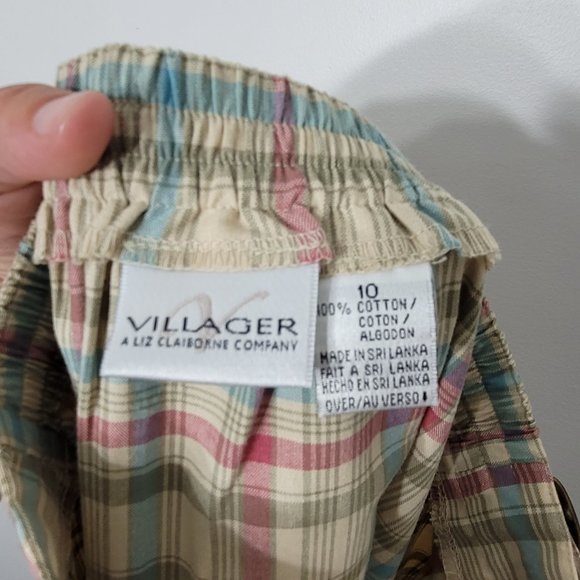 VILLAGER
A LIZ CLAIBORNE COMPANY
10
100% COTTON/
COTON/
ALGODON
MADE IN SRI LANKA
FAIT A SRI LANKA
HECHO EN SRI LANKA
OVER/AU VERSO